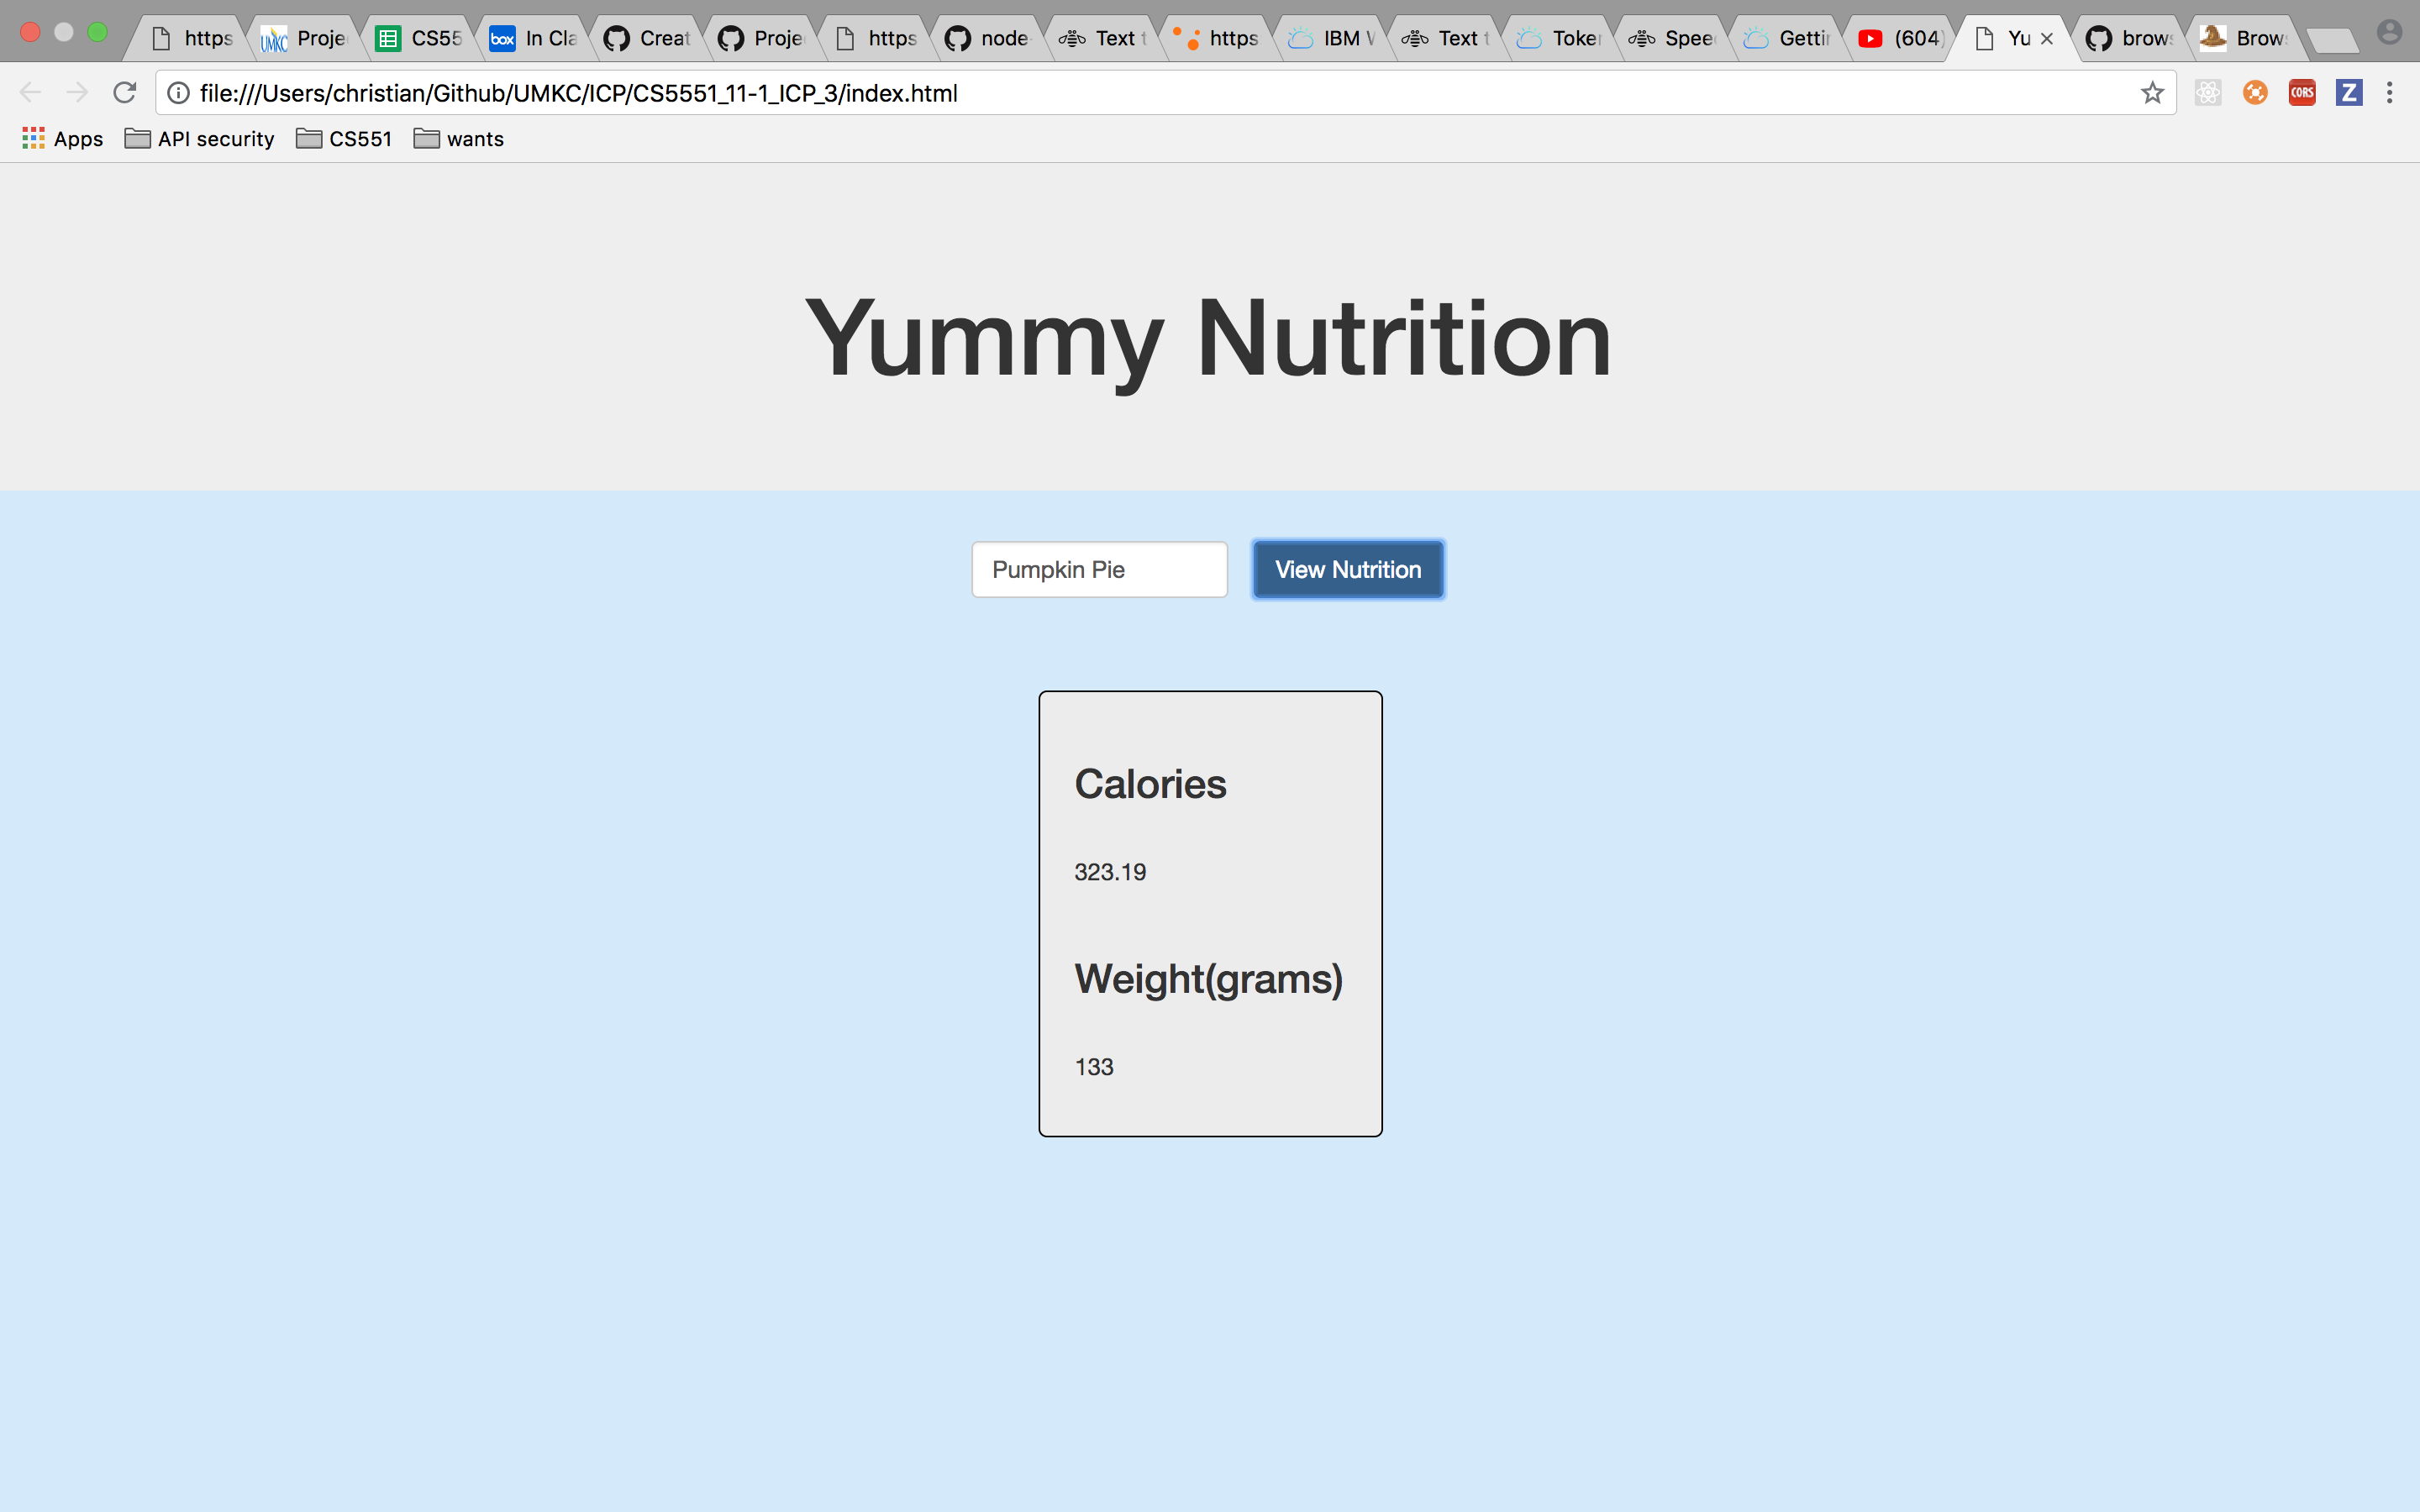 https Proje CS55 In Cla Creat Proje https node- Text t https IBM W Text t Toker Spee Gettin (604) Yu brows Brows
file:///Users/christian/Github/UMKC/ICP/CS5551_11-1_ICP_3/index.html
Apps API security CS551 wants
Yummy Nutrition
Pumpkin Pie View Nutrition
Calories
323.19
Weight(grams)
133